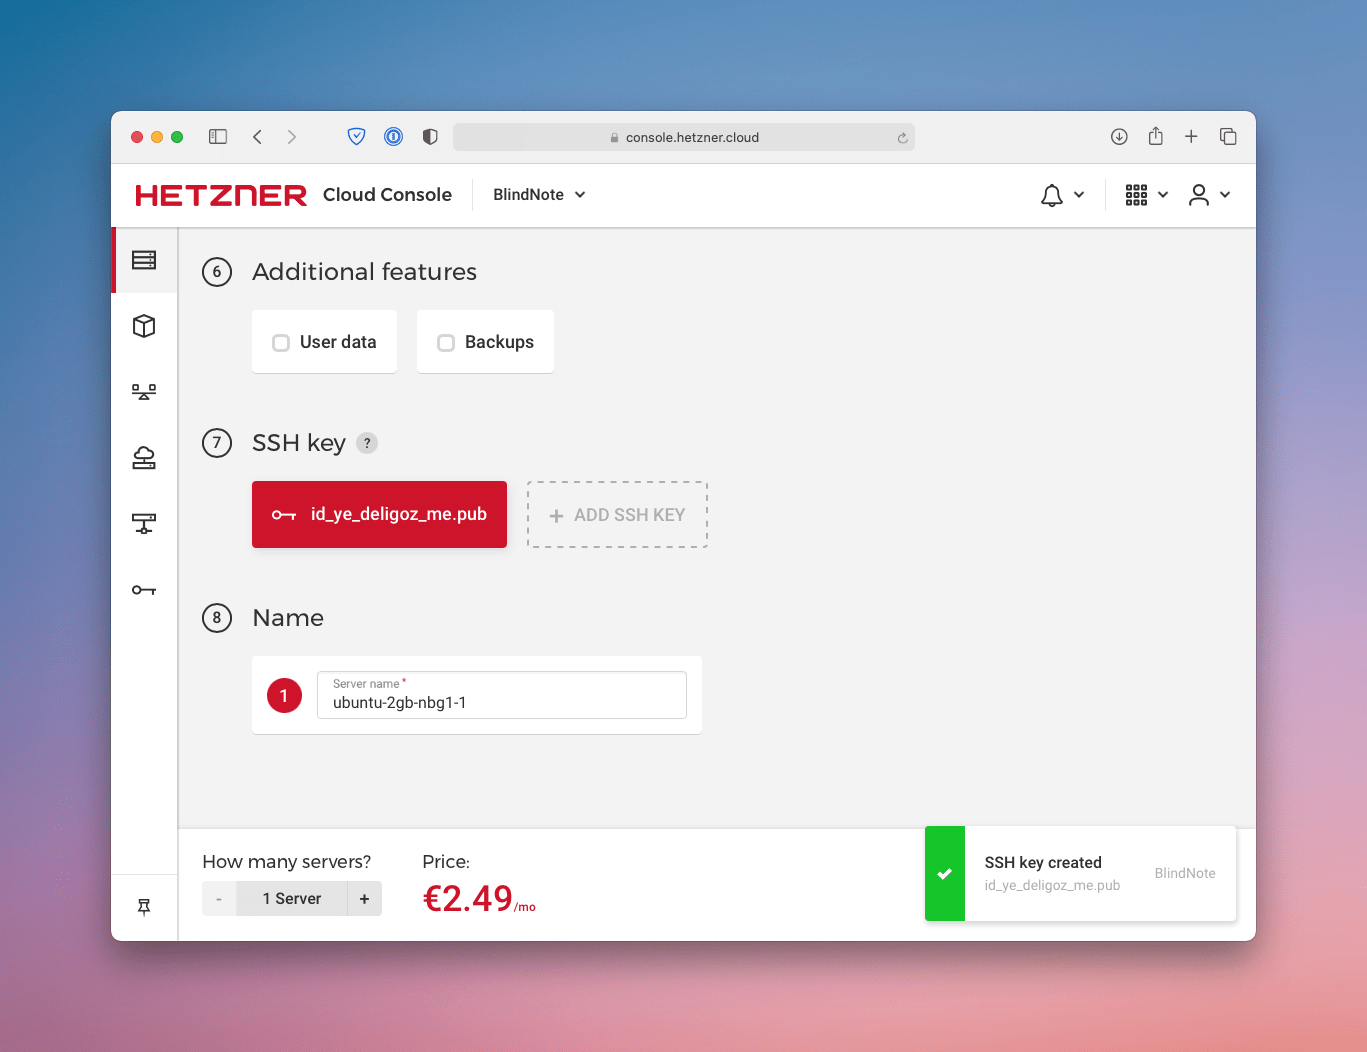 console.hetzner.cloud
HETZNER Cloud Console BlindNote
6 Additional features
User data Backups
7 SSH key ?
id_ye_deligoz_me.pub + ADD SSH KEY
8 Name
1 Server name *
ubuntu-2gb-nbg1-1
How many servers? Price:
- 1 Server + €2.49/mo
SSH key created
id_ye_deligoz_me.pub
BlindNote